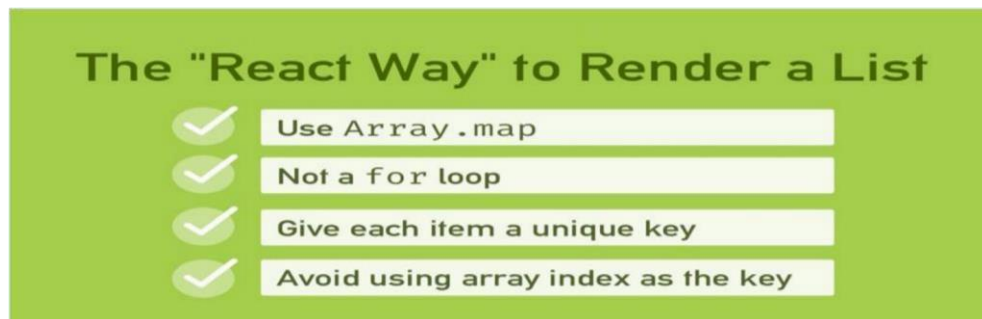 The "React Way" to Render a List
Use Array.map
Not a for loop
Give each item a unique key
Avoid using array index as the key